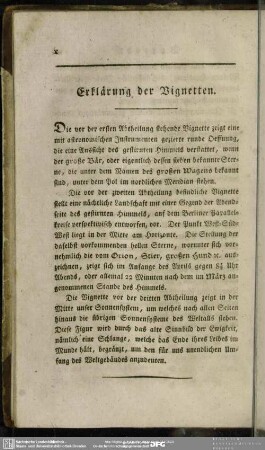 Erklärung der Vignetten.
Die vor der ersten Abtheilung stehende Vignette zeigt eine
mit astronomischen Instrumenten gezierte runde Oeffnung,
die eine Aussicht des gestirnten Himmels verstattet, wenn
der große Bär, oder eigentlich dessen sieben bekannte Ster-
ne, die unter dem Namen des großen Wagens bekannt
sind, unter dem Pol im nördlichen Meridian stehen.
Die vor der zweiten Abtheilung befindliche Vignette
stellt eine nächtliche Landschaft mit einer Gegend der Abend-
seite des gestirnten Himmels, auf dem Berliner Parallel-
kreise perspektivisch entworfen, vor. Der Punkt West-Süd-
West liegt in der Mitte am Horizonte. Die Stellung der
daselbst vorkommenden hellen Sterne, worunter sich vor-
nehmlich die vom Orion, Stier, großen Hund ꝛc. aus-
zeichnen, zeigt sich im Anfange des Aprils gegen 8¾ Uhr
Abends, oder allemal 22 Minuten nach dem im März an-
genommenen Stande des Himmels.
Die Vignette vor der dritten Abtheilung zeigt in der
Mitte unser Sonnensystem, um welches nach allen Seiten
hinaus die übrigen Sonnensysteme des Weltalls stehen.
Diese Figur wird durch das alte Sinnbild der Ewigkeit,
nämlich eine Schlange, welche das Ende ihres Leibes im
Munde hält, begränzt, um den für uns unendlichen Um-
fang des Weltgebäudes anzudeuten.